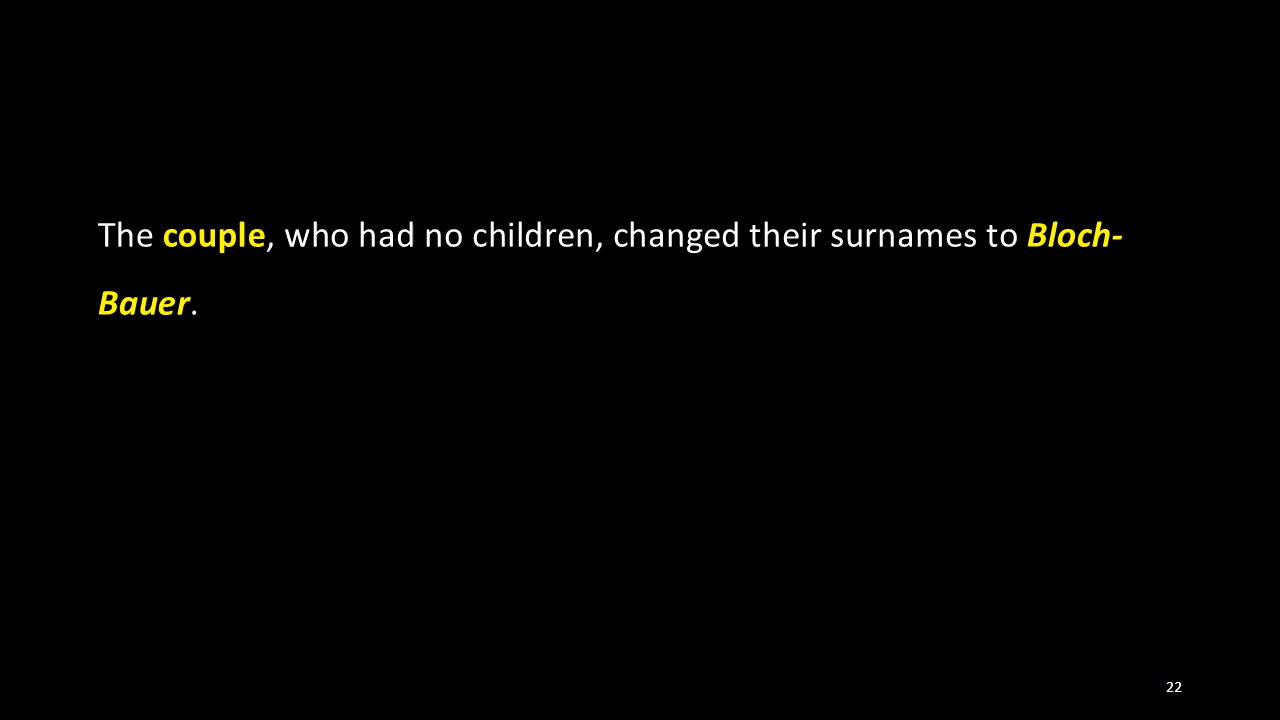 The couple, who had no children, changed their surnames to Bloch-
Bauer.
22